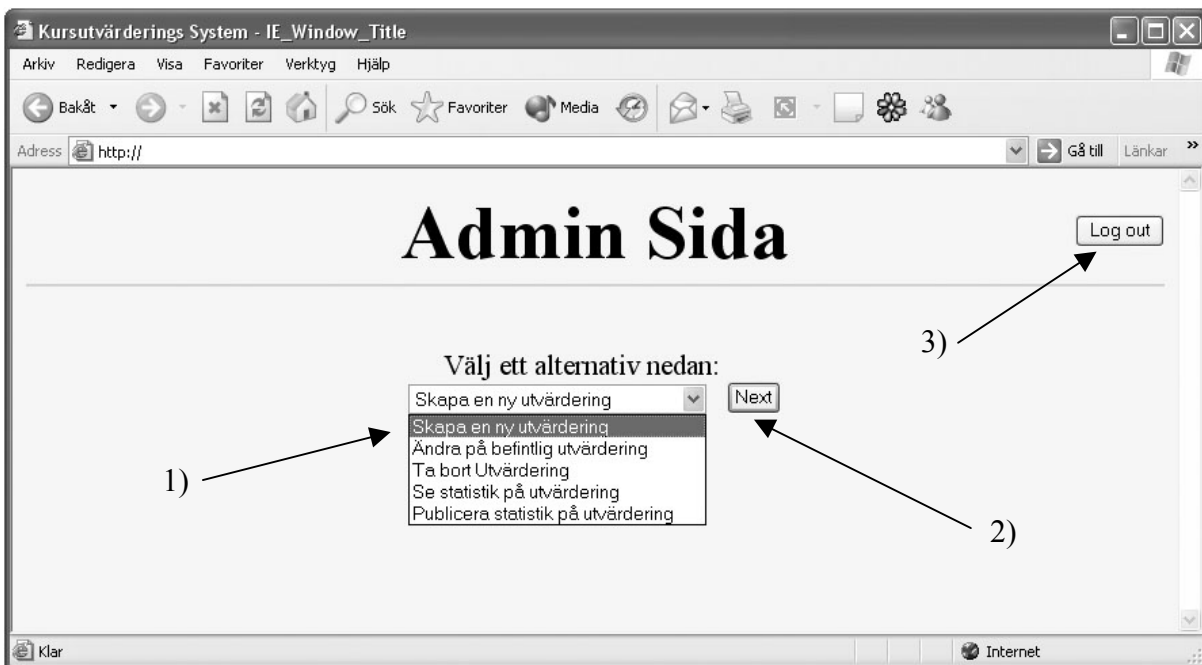 Kursutvärderings System - IE_Window_Title
Arkiv Redigera Visa Favoriter Verktyg Hjälp
Bakåt Sök Favoriter Media
Adress http:// Gå till Länkar »
Admin Sida
Log out
3)
Välj ett alternativ nedan:
Skapa en ny utvärdering Next
Skapa en ny utvärdering
Ändra på befintlig utvärdering
Ta bort Utvärdering
Se statistik på utvärdering
Publicera statistik på utvärdering
1)
2)
Klar Internet